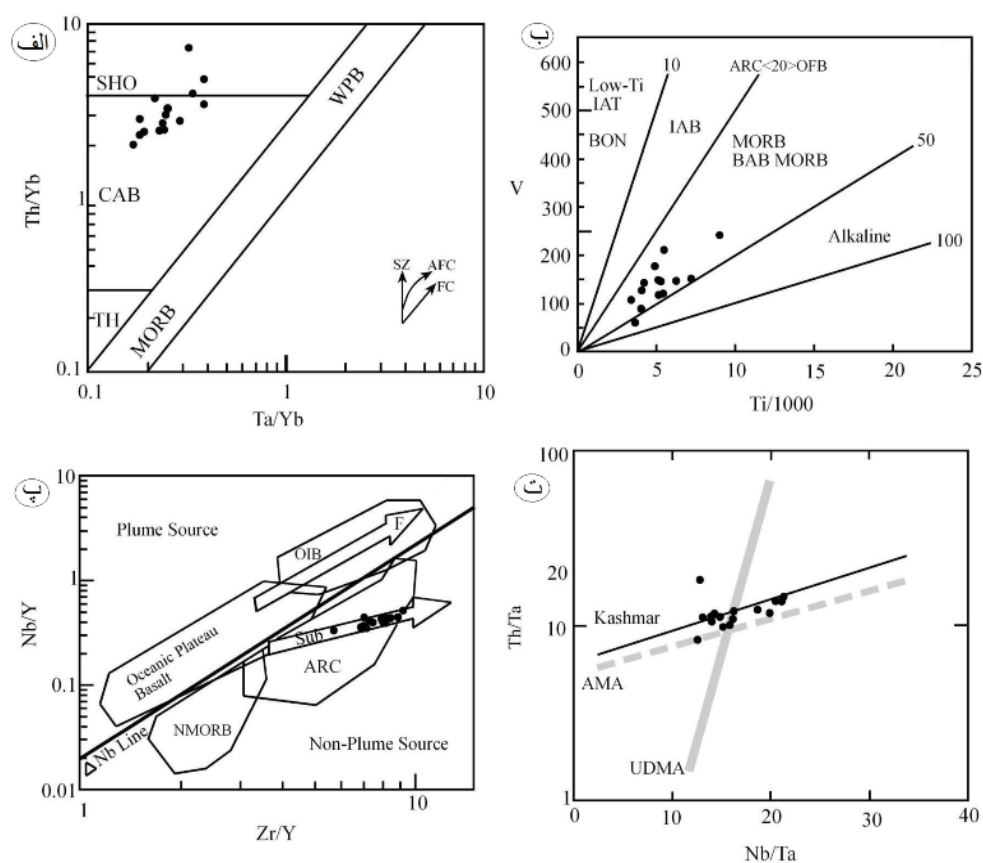 الف
10
SHO
WPB
1
CAB
SZ
AFC
FC
TH
MORB
0.1
0.1
1
10
Th/Yb
Ta/Yb
ب
600
500
400
300
200
100
0
V
Low-Ti
IAT
BON
10
IAB
ARC<20>OFB
MORB
BAB MORB
50
Alkaline
100
0
5
10
15
20
25
Ti/1000
10
Plume Source
F
OIB
1
Oceanic Plateau
Basalt
Sub
ARC
0.1
NMORB
Δ Nb Line
Non-Plume Source
0.01
1
10
Nb/Y
Zr/Y
100
20
10
1
Th/Ta
Kashmar
AMA
UDMA
0
10
20
30
40
Nb/Ta